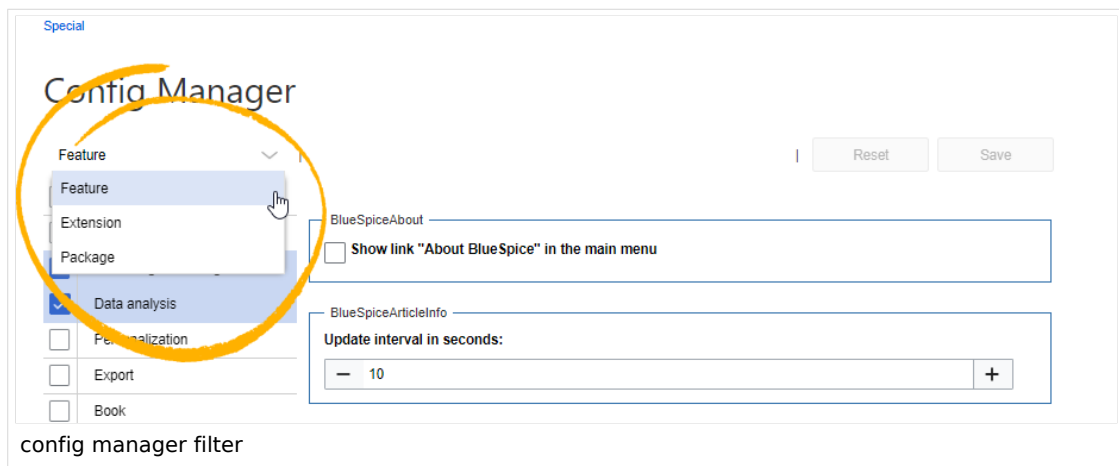 Special
Config Manager
Feature
Reset
Save
Feature
Extension
Package
Data analysis
Personalization
Export
Book
BlueSpiceAbout
Show link "About BlueSpice" in the main menu
BlueSpiceArticleInfo
Update interval in seconds:
− 10 +
config manager filter